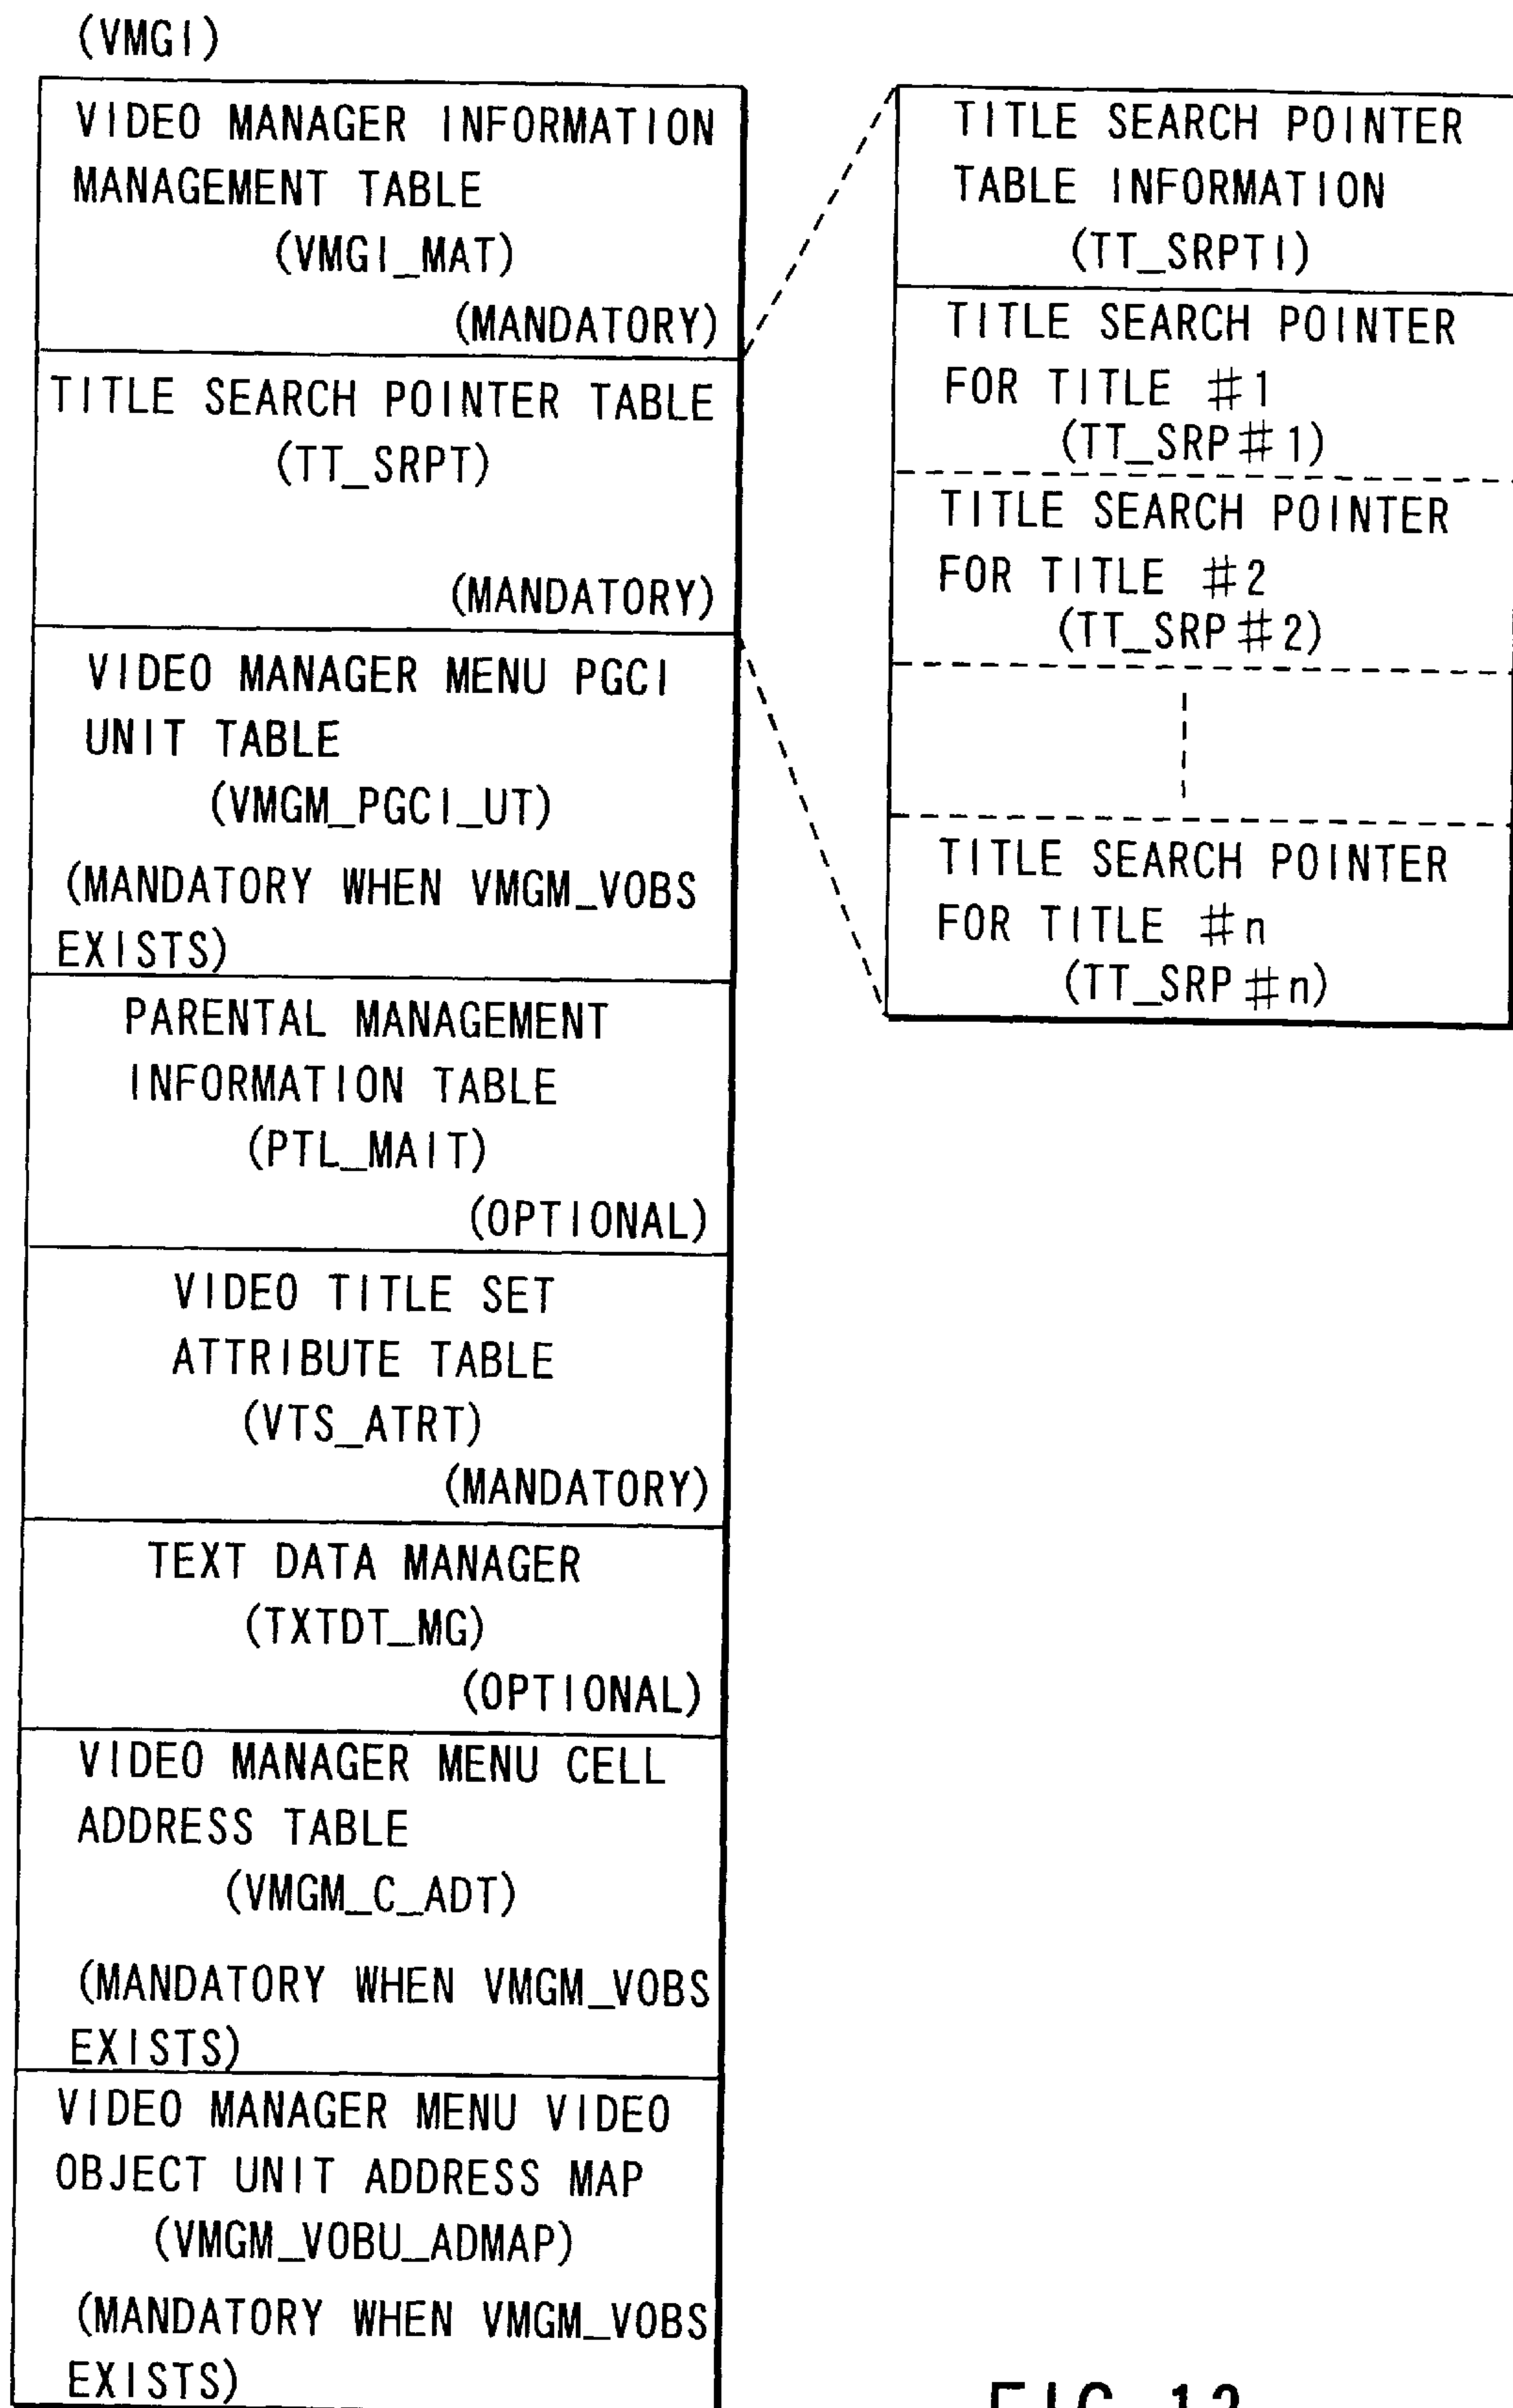 (VMGI)
VIDEO MANAGER INFORMATION
MANAGEMENT TABLE
(VMGI_MAT)
(MANDATORY)
TITLE SEARCH POINTER TABLE
(TT_SRPT)
(MANDATORY)
VIDEO MANAGER MENU PGCI
UNIT TABLE
(VMGM_PGCI_UT)
(MANDATORY WHEN VMGM_VOBS
EXISTS)
PARENTAL MANAGEMENT
INFORMATION TABLE
(PTL_MAIT)
(OPTIONAL)
VIDEO TITLE SET
ATTRIBUTE TABLE
(VTS_ATRT)
(MANDATORY)
TEXT DATA MANAGER
(TXTDT_MG)
(OPTIONAL)
VIDEO MANAGER MENU CELL
ADDRESS TABLE
(VMGM_C_ADT)
(MANDATORY WHEN VMGM_VOBS
EXISTS)
VIDEO MANAGER MENU VIDEO
OBJECT UNIT ADDRESS MAP
(VMGM_VOBU_ADMAP)
(MANDATORY WHEN VMGM_VOBS
EXISTS)
TITLE SEARCH POINTER
TABLE INFORMATION
(TT_SRPTI)
TITLE SEARCH POINTER
FOR TITLE #1
(TT_SRP#1)
TITLE SEARCH POINTER
FOR TITLE #2
(TT_SRP#2)
TITLE SEARCH POINTER
FOR TITLE #n
(TT_SRP#n)
FIG.